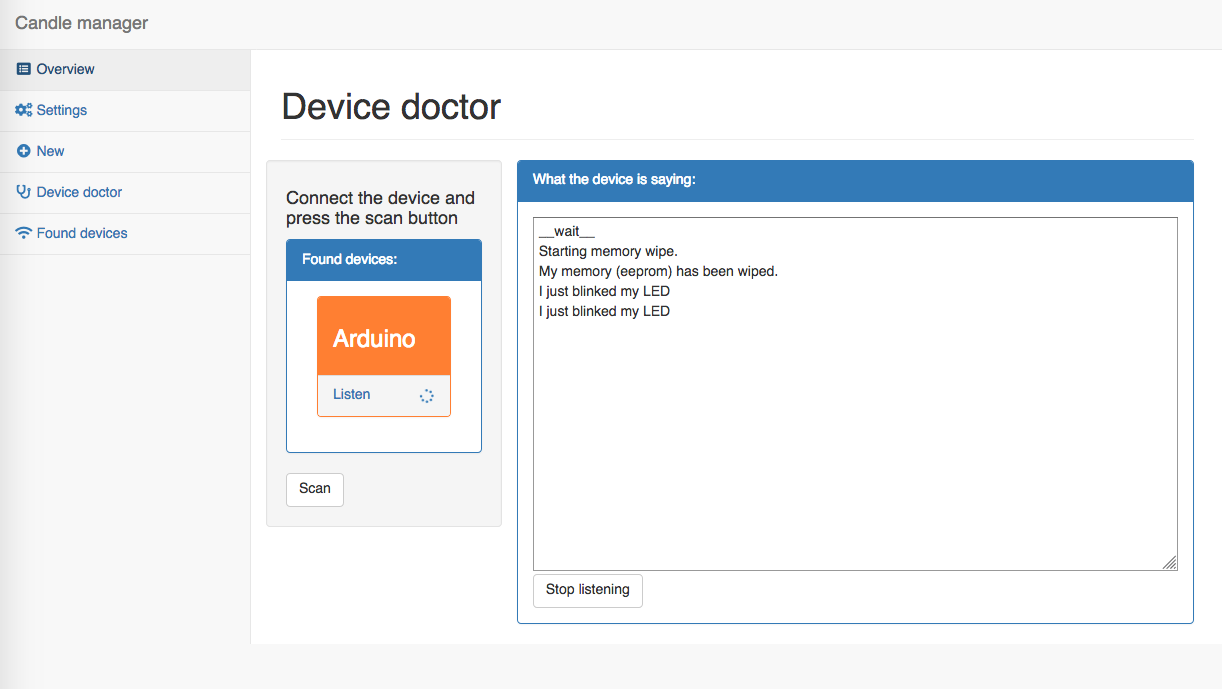 Candle manager
Overview
Settings
New
Device doctor
Found devices
Device doctor
Connect the device and
press the scan button
Found devices:
Arduino
Listen
Scan
What the device is saying:
__wait__
Starting memory wipe.
My memory (eeprom) has been wiped.
I just blinked my LED
I just blinked my LED
Stop listening